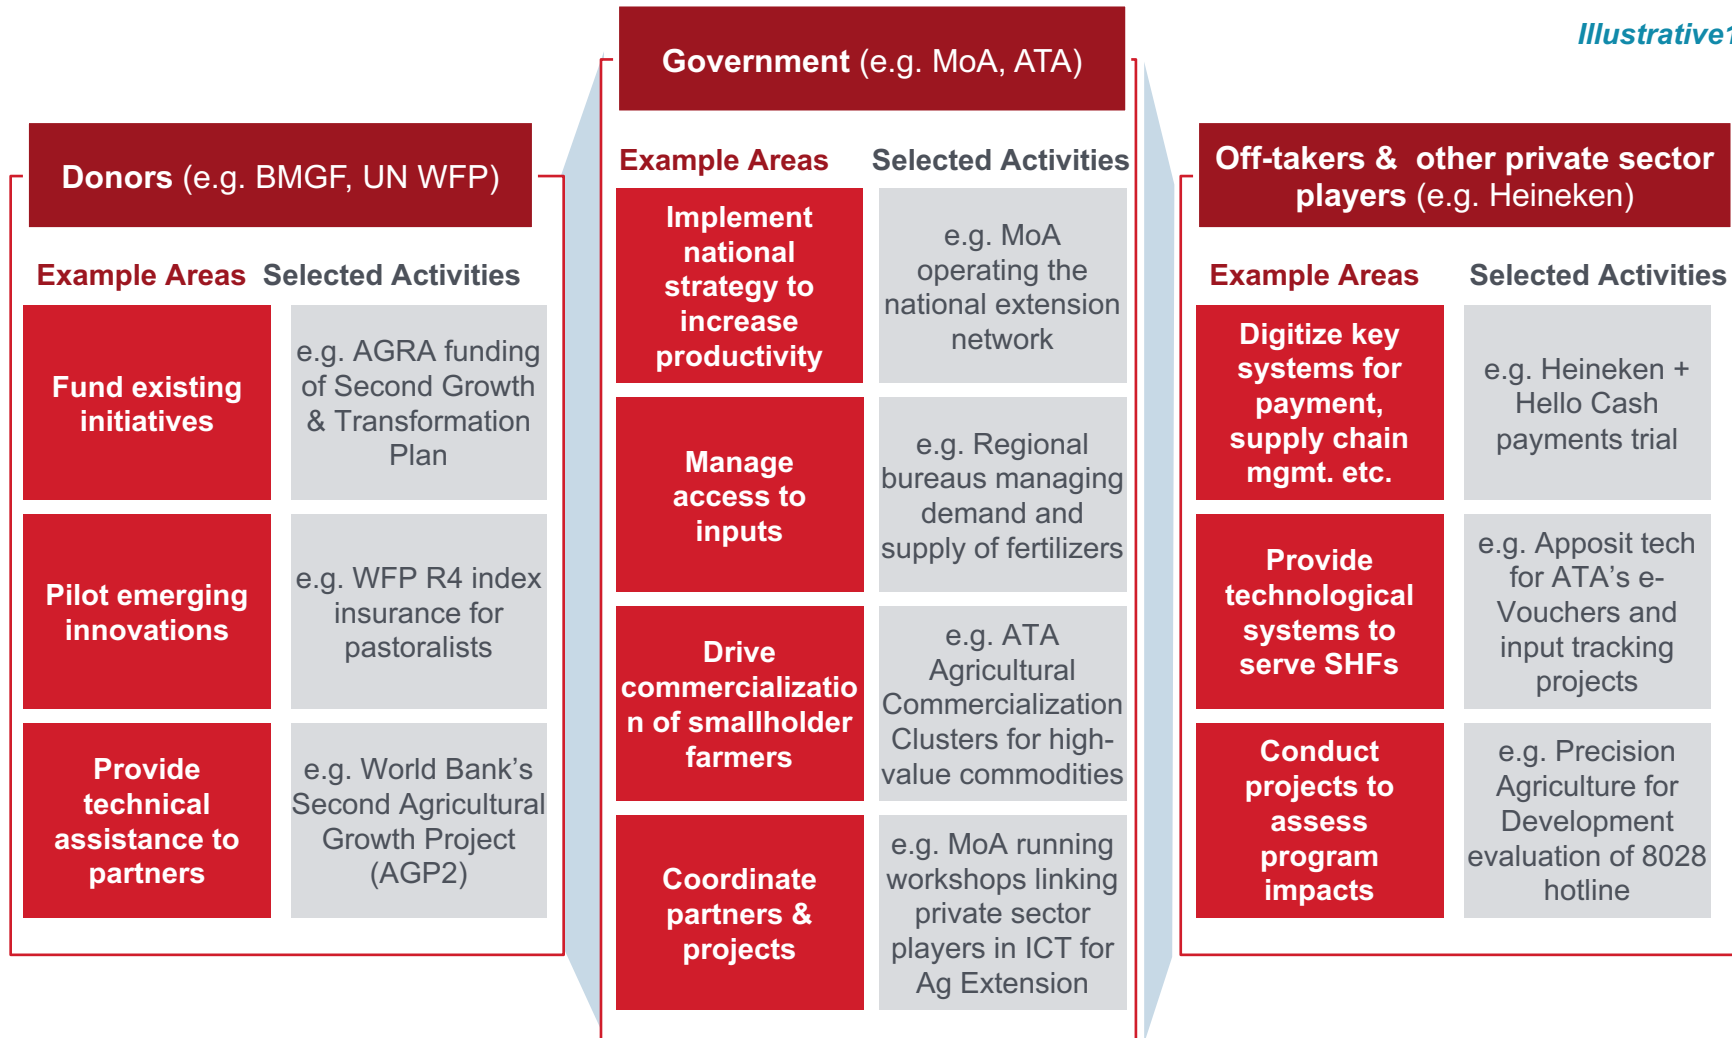 Illustrative¹
Donors (e.g. BMGF, UN WFP)
Example Areas
Selected Activities
Fund existing
initiatives
e.g. AGRA funding
of Second Growth
& Transformation
Plan
Pilot emerging
innovations
e.g. WFP R4 index
insurance for
pastoralists
Provide
technical
assistance to
partners
e.g. World Bank’s
Second Agricultural
Growth Project
(AGP2)
Government (e.g. MoA, ATA)
Example Areas
Selected Activities
Implement
national
strategy to
increase
productivity
e.g. MoA
operating the
national extension
network
Manage
access to
inputs
e.g. Regional
bureaus managing
demand and
supply of fertilizers
Drive
commercializatio
n of smallholder
farmers
e.g. ATA
Agricultural
Commercialization
Clusters for high-
value commodities
Coordinate
partners &
projects
e.g. MoA running
workshops linking
private sector
players in ICT for
Ag Extension
Off-takers & other private sector
players (e.g. Heineken)
Example Areas
Selected Activities
Digitize key
systems for
payment,
supply chain
mgmt. etc.
e.g. Heineken +
Hello Cash
payments trial
Provide
technological
systems to
serve SHFs
e.g. Apposit tech
for ATA’s e-
Vouchers and
input tracking
projects
Conduct
projects to
assess
program
impacts
e.g. Precision
Agriculture for
Development
evaluation of 8028
hotline